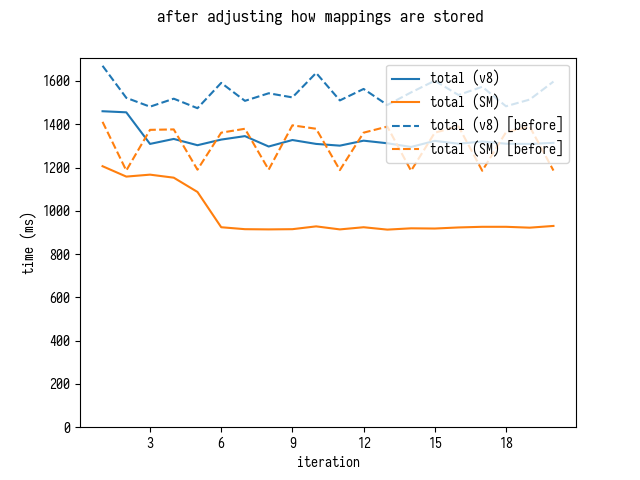 after adjusting how mappings are stored
1600
1400
1200
1000
800
600
400
200
0
time (ms)
3 6 9 12 15 18
iteration
total (v8)
total (SM)
total (v8) [before]
total (SM) [before]